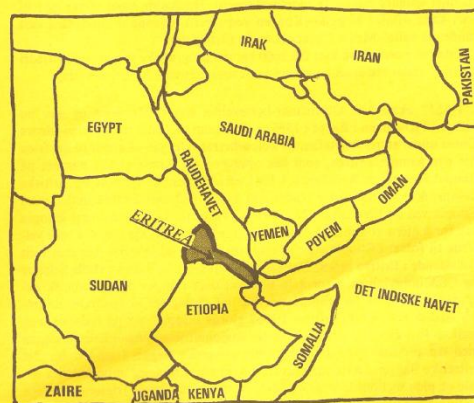 IRAK
IRAN
PAKISTAN
EGYPT
SAUDI ARABIA
RAUDEHAVET
OMAN
ERITREA
YEMEN
POYEM
SUDAN
ETIOPIA
DET INDISKE HAVET
SOMALIA
ZAIRE
UGANDA
KENYA